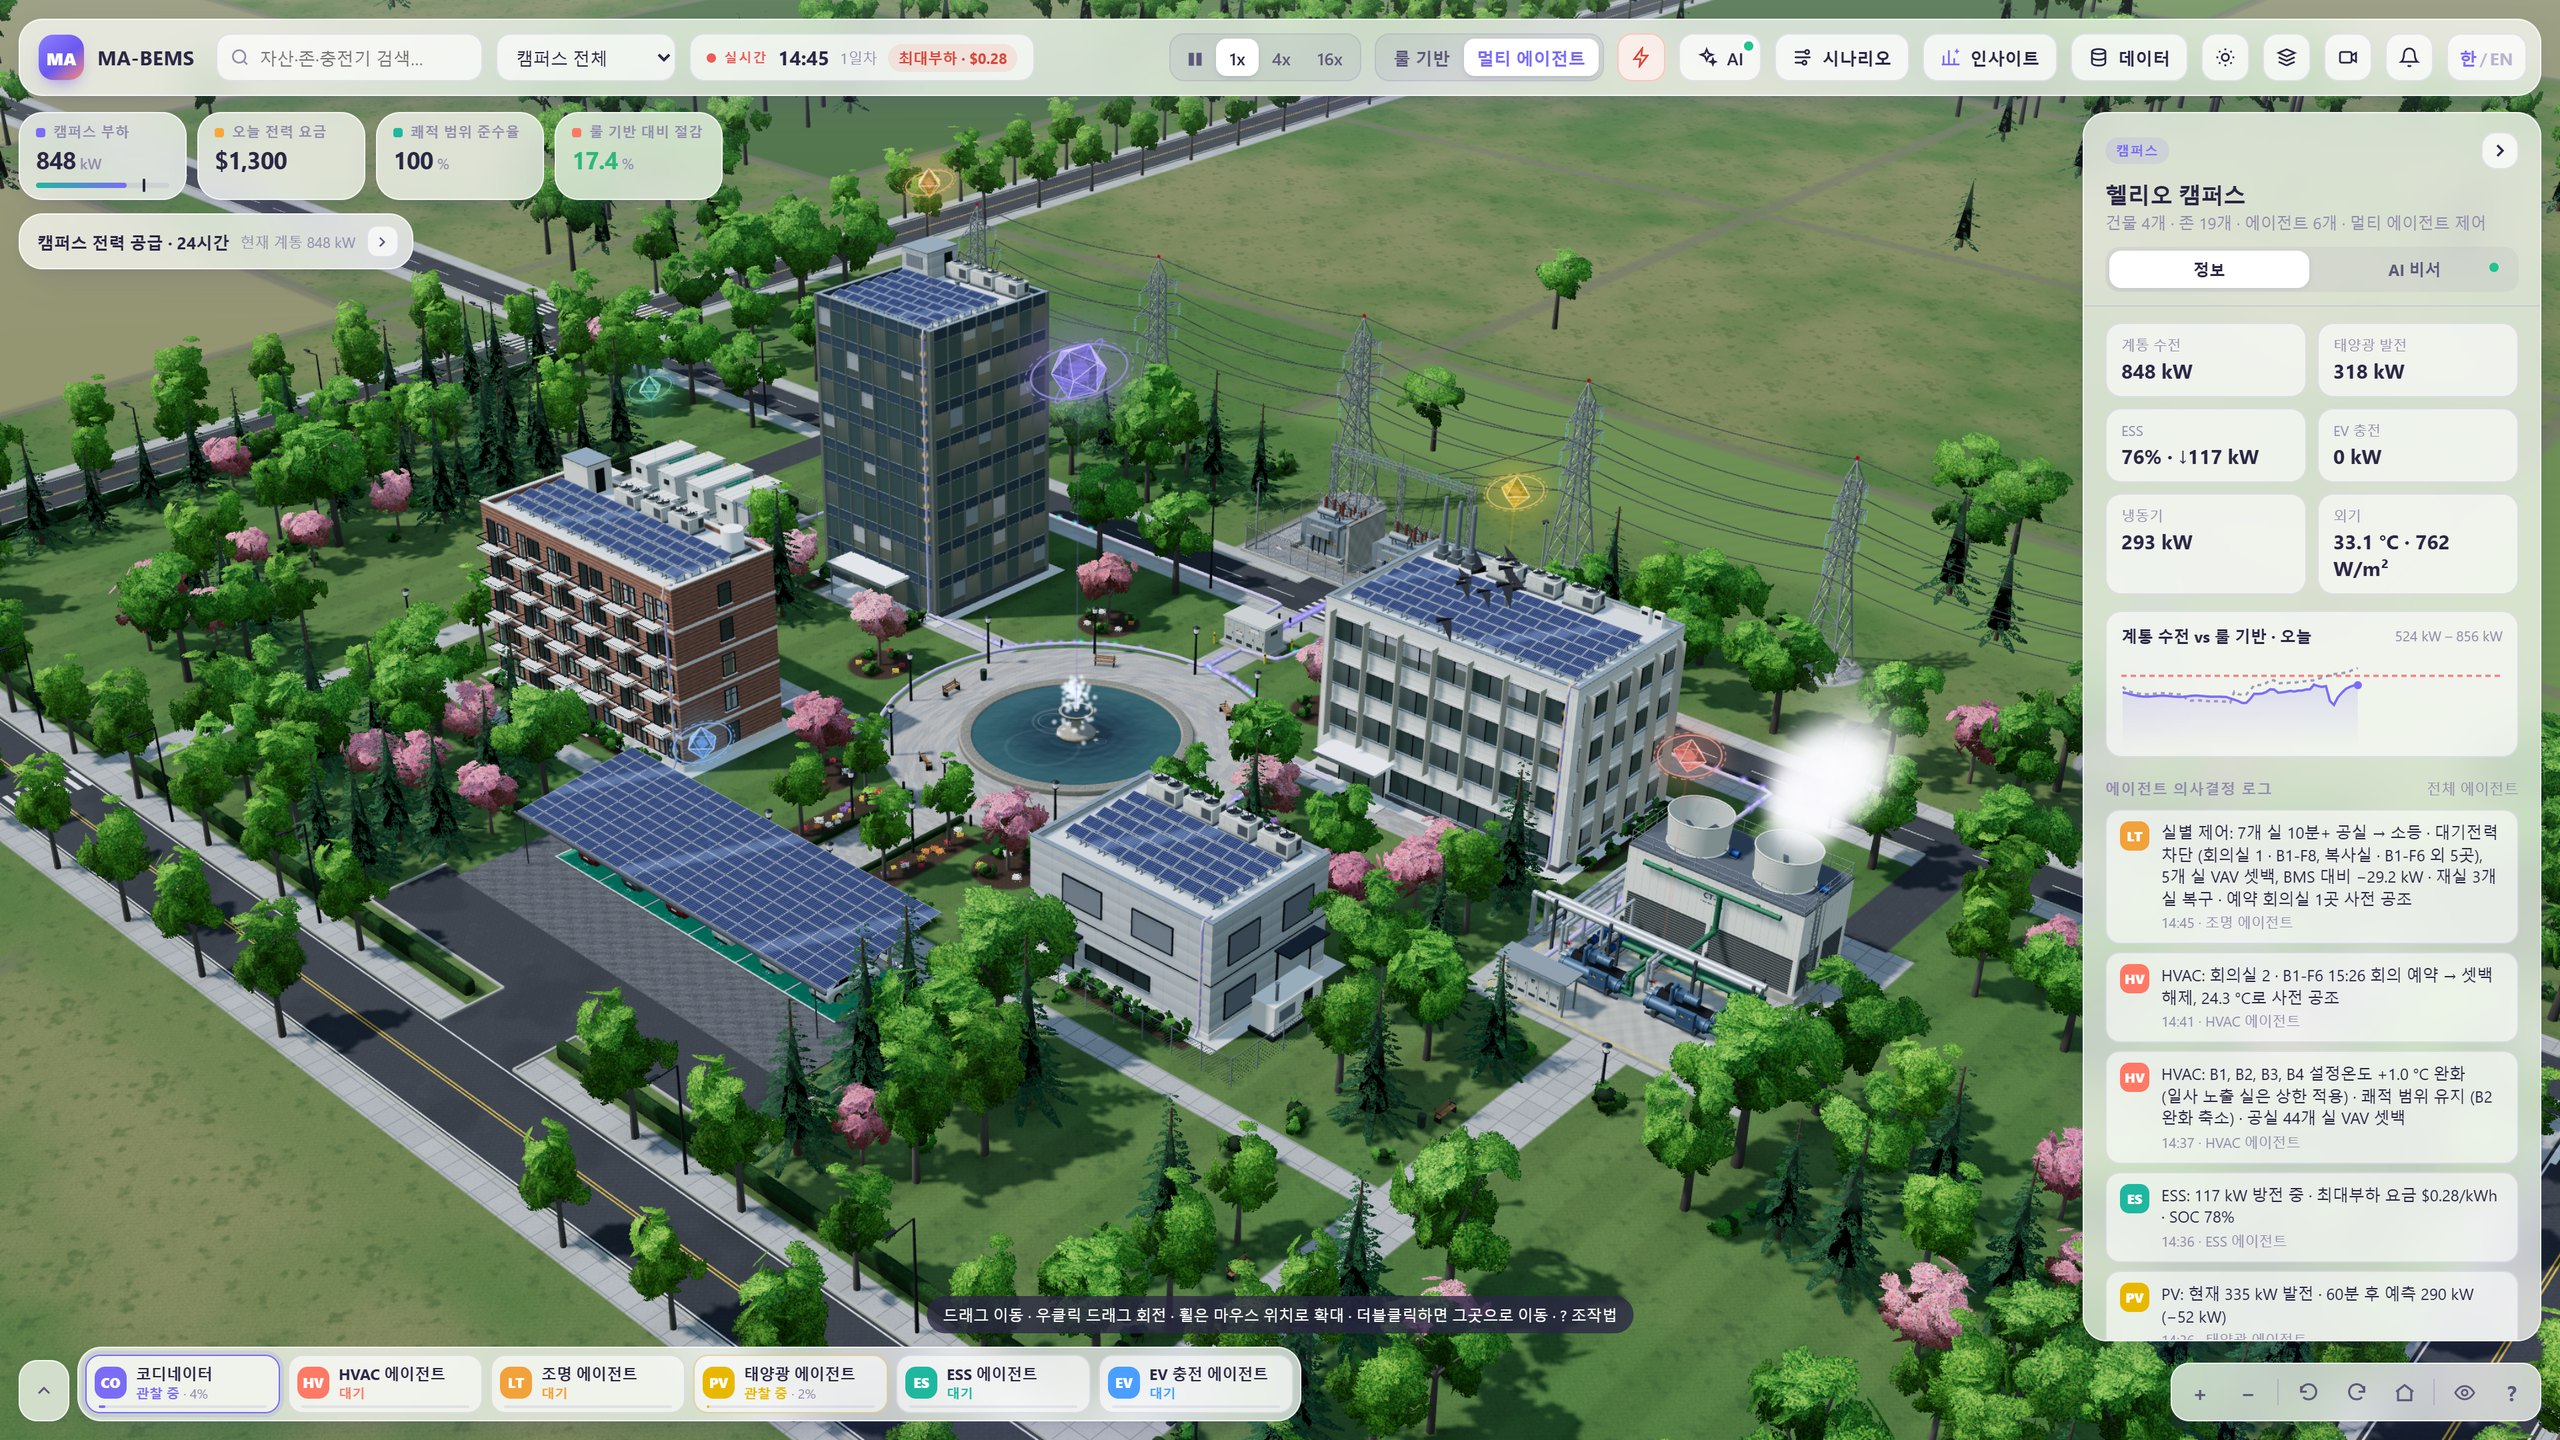 MA
MA-BEMS
자산·존·충전기 검색...
캠퍼스 전체
실시간 14:45 1일차 최대부하 · $0.28
1x 4x 16x
룰 기반 멀티 에이전트
AI
시나리오
인사이트
데이터
한 / EN
캠퍼스 부하
848 kW
오늘 전력 요금
$1,300
쾌적 범위 준수율
100 %
룰 기반 대비 절감
17.4 %
캠퍼스 전력 공급 · 24시간 현재 계통 848 kW
캠퍼스
헬리오 캠퍼스
건물 4개 · 존 19개 · 에이전트 6개 · 멀티 에이전트 제어
정보
AI 비서
계통 수전
848 kW
태양광 발전
318 kW
ESS
76% · ↓117 kW
EV 충전
0 kW
냉동기
293 kW
외기
33.1 °C · 762
W/m²
계통 수전 vs 룰 기반 · 오늘 524 kW – 856 kW
에이전트 의사결정 로그 전체 에이전트
LT
실별 제어: 7개 실 10분+ 공실 → 소등 · 대기전력
차단 (회의실 1 · B1-F8, 복사실 · B1-F6 외 5곳),
5개 실 VAV 셋백, BMS 대비 −29.2 kW · 재실 3개
실 복구 · 예약 회의실 1곳 사전 공조
14:45 · 조명 에이전트
HV
HVAC: 회의실 2 · B1-F6 15:26 회의 예약 → 셋백
해제, 24.3 °C로 사전 공조
14:41 · HVAC 에이전트
HV
HVAC: B1, B2, B3, B4 설정온도 +1.0 °C 완화
(일사 노출 실은 상한 적용) · 쾌적 범위 유지 (B2
완화 축소) · 공실 44개 실 VAV 셋백
14:37 · HVAC 에이전트
ES
ESS: 117 kW 방전 중 · 최대부하 요금 $0.28/kWh
· SOC 78%
14:36 · ESS 에이전트
PV
PV: 현재 335 kW 발전 · 60분 후 예측 290 kW
(−52 kW)
14:36 · 태양광 에이전트
드래그 이동 · 우클릭 드래그 회전 · 휠은 마우스 위치로 확대 · 더블클릭하면 그곳으로 이동 · ? 조작법
CO
코디네이터
관찰 중 · 4%
HV
HVAC 에이전트
대기
LT
조명 에이전트
대기
PV
태양광 에이전트
관찰 중 · 2%
ES
ESS 에이전트
대기
EV
EV 충전 에이전트
대기
+ − ?